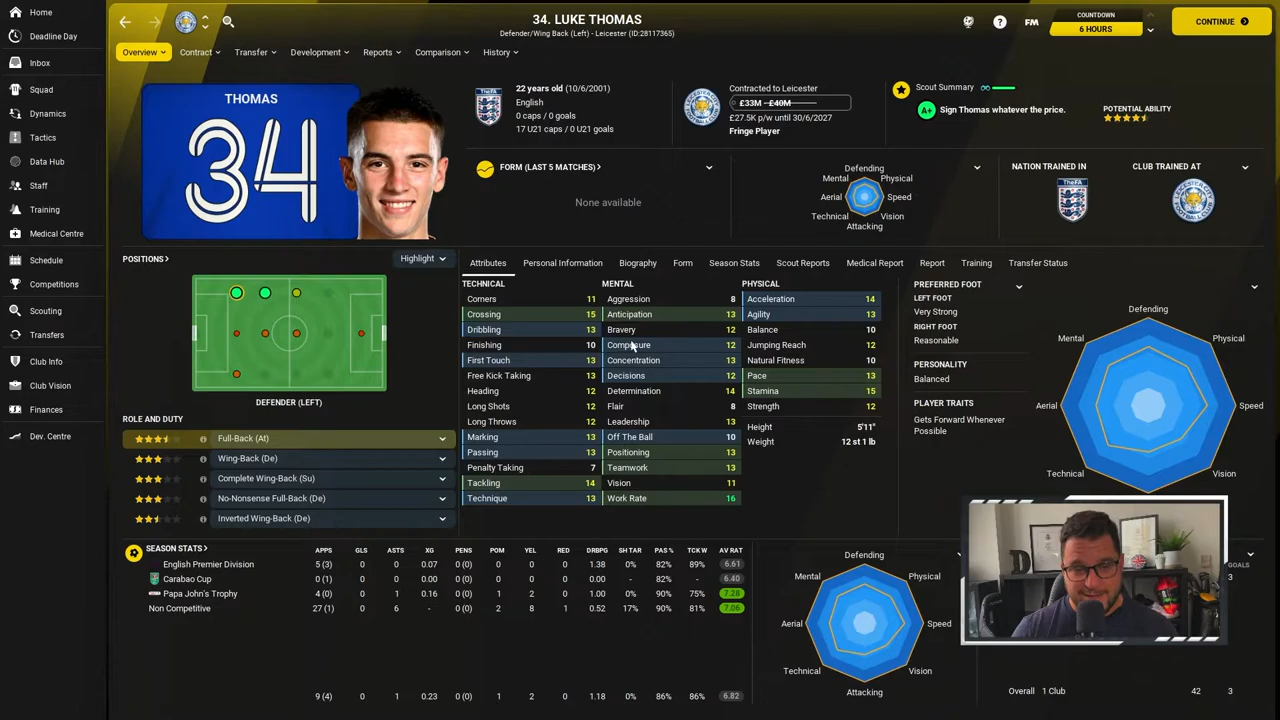 Home
Deadline Day
Inbox
Squad
Dynamics
Tactics
Data Hub
Staff
Training
Medical Centre
Schedule
Competitions
Scouting
Transfers
Club Info
Club Vision
Finances
Dev. Centre
34. LUKE THOMAS
Defender/Wing Back (Left) - Leicester (ID:28117365)
?
FM
COUNTDOWN
6 HOURS
CONTINUE
Overview
Contract
Transfer
Development
Reports
Comparison
History
THOMAS
34
22 years old (10/6/2001)
English
0 caps / 0 goals
17 U21 caps / 0 U21 goals
Contracted to Leicester
£33M - £40M
£27.5K p/w until 30/6/2027
Fringe Player
Scout Summary
A+ Sign Thomas whatever the price.
POTENTIAL ABILITY
FORM (LAST 5 MATCHES) >
None available
Defending
Mental Physical
Aerial Speed
Technical Vision
Attacking
NATION TRAINED IN
TheFA
CLUB TRAINED AT
POSITIONS >
Highlight
DEFENDER (LEFT)
ROLE AND DUTY
Full-Back (At)
Wing-Back (De)
Complete Wing-Back (Su)
No-Nonsense Full-Back (De)
Inverted Wing-Back (De)
Attributes Personal Information Biography Form Season Stats Scout Reports Medical Report Report Training Transfer Status
TECHNICAL
Corners 11
Crossing 15
Dribbling 13
Finishing 10
First Touch 13
Free Kick Taking 13
Heading 12
Long Shots 12
Long Throws 12
Marking 13
Passing 13
Penalty Taking 7
Tackling 14
Technique 13
MENTAL
Aggression 8
Anticipation 13
Bravery 12
Composure 12
Concentration 13
Decisions 12
Determination 14
Flair 8
Leadership 13
Off The Ball 10
Positioning 13
Teamwork 13
Vision 11
Work Rate 16
PHYSICAL
Acceleration 14
Agility 13
Balance 10
Jumping Reach 12
Natural Fitness 10
Pace 13
Stamina 15
Strength 12
Height 5'11"
Weight 12 st 1 lb
PREFERRED FOOT
LEFT FOOT
Very Strong
RIGHT FOOT
Reasonable
PERSONALITY
Balanced
PLAYER TRAITS
Gets Forward Whenever
Possible
Defending
Mental Physical
Aerial Speed
Technical Vision
SEASON STATS > APPS GLS ASTS XG PENS POM YEL RED DRBPG SH TAR PAS % TCK W AV RAT
English Premier Division 5 (3) 0 0 0.07 0 (0) 0 0 0 1.38 0% 82% 89% 6.61
Carabao Cup 0 (1) 0 0 0.00 0 (0) 0 0 0 0.00 - 82% - 6.40
Papa John's Trophy 4 (0) 0 1 0.16 0 (0) 1 2 0 1.00 0% 90% 75% 7.28
Non Competitive 27 (1) 0 6 - 0 (0) 2 8 1 0.52 17% 90% 81% 7.06
9 (4) 0 1 0.23 0 (0) 1 2 0 1.18 0% 86% 86% 6.82
Defending
Mental Physical
Aerial Speed
Technical Vision
Attacking
GOALS
3
Overall 1 Club 42 3